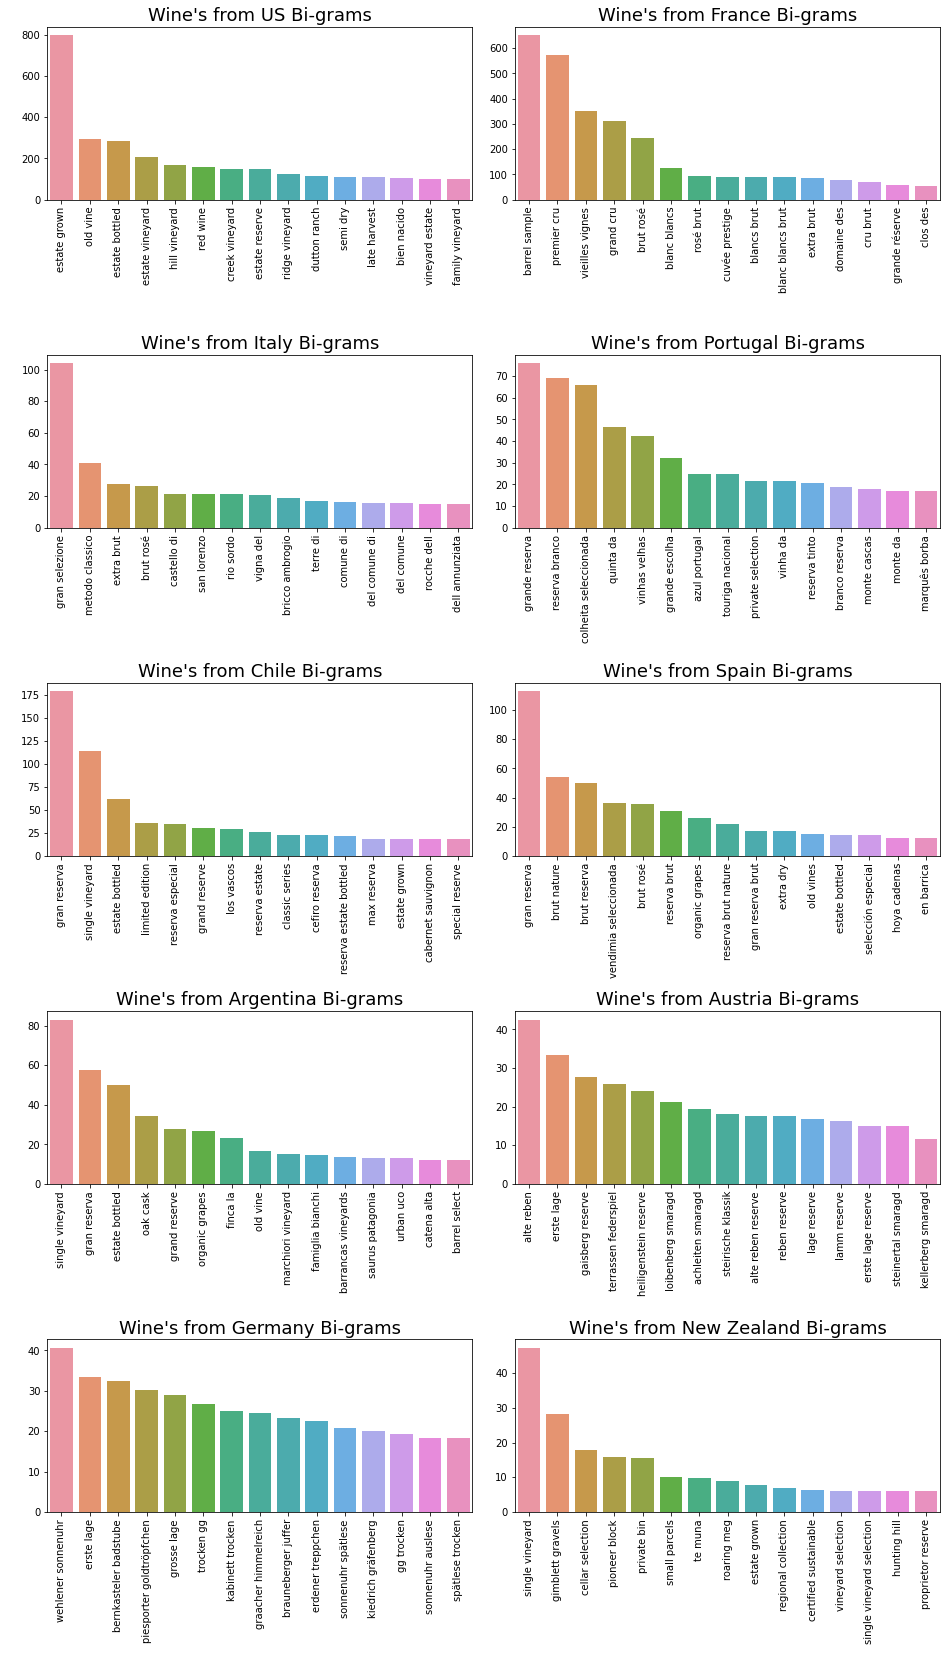 Wine's from US Bi-grams
800
600
400
200
0
estate grown
old vine
estate bottled
estate vineyard
hill vineyard
red wine
creek vineyard
estate reserve
ridge vineyard
dutton ranch
semi dry
late harvest
bien nacido
vineyard estate
family vineyard
Wine's from France Bi-grams
600
500
400
300
200
100
0
barrel sample
premier cru
vieilles vignes
grand cru
brut rosé
blanc blancs
rosé brut
cuvée prestige
blancs brut
blanc blancs brut
extra brut
domaine des
cru brut
grande réserve
clos des
Wine's from Italy Bi-grams
100
80
60
40
20
0
gran selezione
metodo classico
extra brut
brut rosé
castello di
san lorenzo
rio sordo
vigna del
bricco ambrogio
terre di
comune di
del comune di
del comune
rocche dell
dell annunziata
Wine's from Portugal Bi-grams
70
60
50
40
30
20
10
0
grande reserva
reserva branco
colheita seleccionada
quinta da
vinhas velhas
grande escolha
azul portugal
touriga nacional
private selection
vinha da
reserva tinto
branco reserva
monte cascas
monte da
marquês borba
Wine's from Chile Bi-grams
175
150
125
100
75
50
25
0
gran reserva
single vineyard
estate bottled
limited edition
reserva especial
grand reserve
los vascos
reserva estate
classic series
cefiro reserva
reserva estate bottled
max reserva
estate grown
cabernet sauvignon
special reserve
Wine's from Spain Bi-grams
100
80
60
40
20
0
gran reserva
brut nature
brut reserva
vendimia seleccionada
brut rosé
reserva brut
organic grapes
reserva brut nature
gran reserva brut
extra dry
old vines
estate bottled
selección especial
hoya cadenas
en barrica
Wine's from Argentina Bi-grams
80
60
40
20
0
single vineyard
gran reserva
estate bottled
oak cask
grand reserve
organic grapes
finca la
old vine
marchiori vineyard
famiglia bianchi
barrancas vineyards
saurus patagonia
urban uco
catena alta
barrel select
Wine's from Austria Bi-grams
40
30
20
10
0
alte reben
erste lage
gaisberg reserve
terrassen federspiel
heiligenstein reserve
loibenberg smaragd
achleiten smaragd
steirische klassik
alte reben reserve
reben reserve
lage reserve
lamm reserve
erste lage reserve
steinertal smaragd
kellerberg smaragd
Wine's from Germany Bi-grams
40
30
20
10
0
wehlener sonnenuhr
erste lage
bernkasteler badstube
piesporter goldtröpfchen
grosse lage
trocken gg
kabinett trocken
graacher himmelreich
brauneberger juffer
erdener treppchen
sonnenuhr spätlese
kiedrich gräfenberg
gg trocken
sonnenuhr auslese
spätlese trocken
Wine's from New Zealand Bi-grams
40
30
20
10
0
single vineyard
gimblett gravels
cellar selection
pioneer block
private bin
small parcels
te muna
roaring meg
estate grown
regional collection
certified sustainable
vineyard selection
single vineyard selection
hunting hill
proprietor reserve